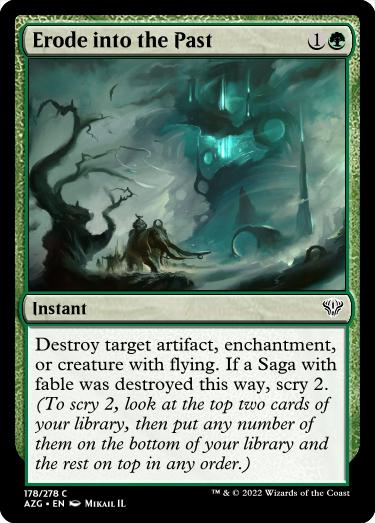 Erode into the Past 1
Instant
Destroy target artifact, enchantment,
or creature with flying. If a Saga with
fable was destroyed this way, scry 2.
(To scry 2, look at the top two cards of
your library, then put any number of
them on the bottom of your library and
the rest on top in any order.)
178/278 C
AZG • EN Mikail IL
™ & © 2022 Wizards of the Coast